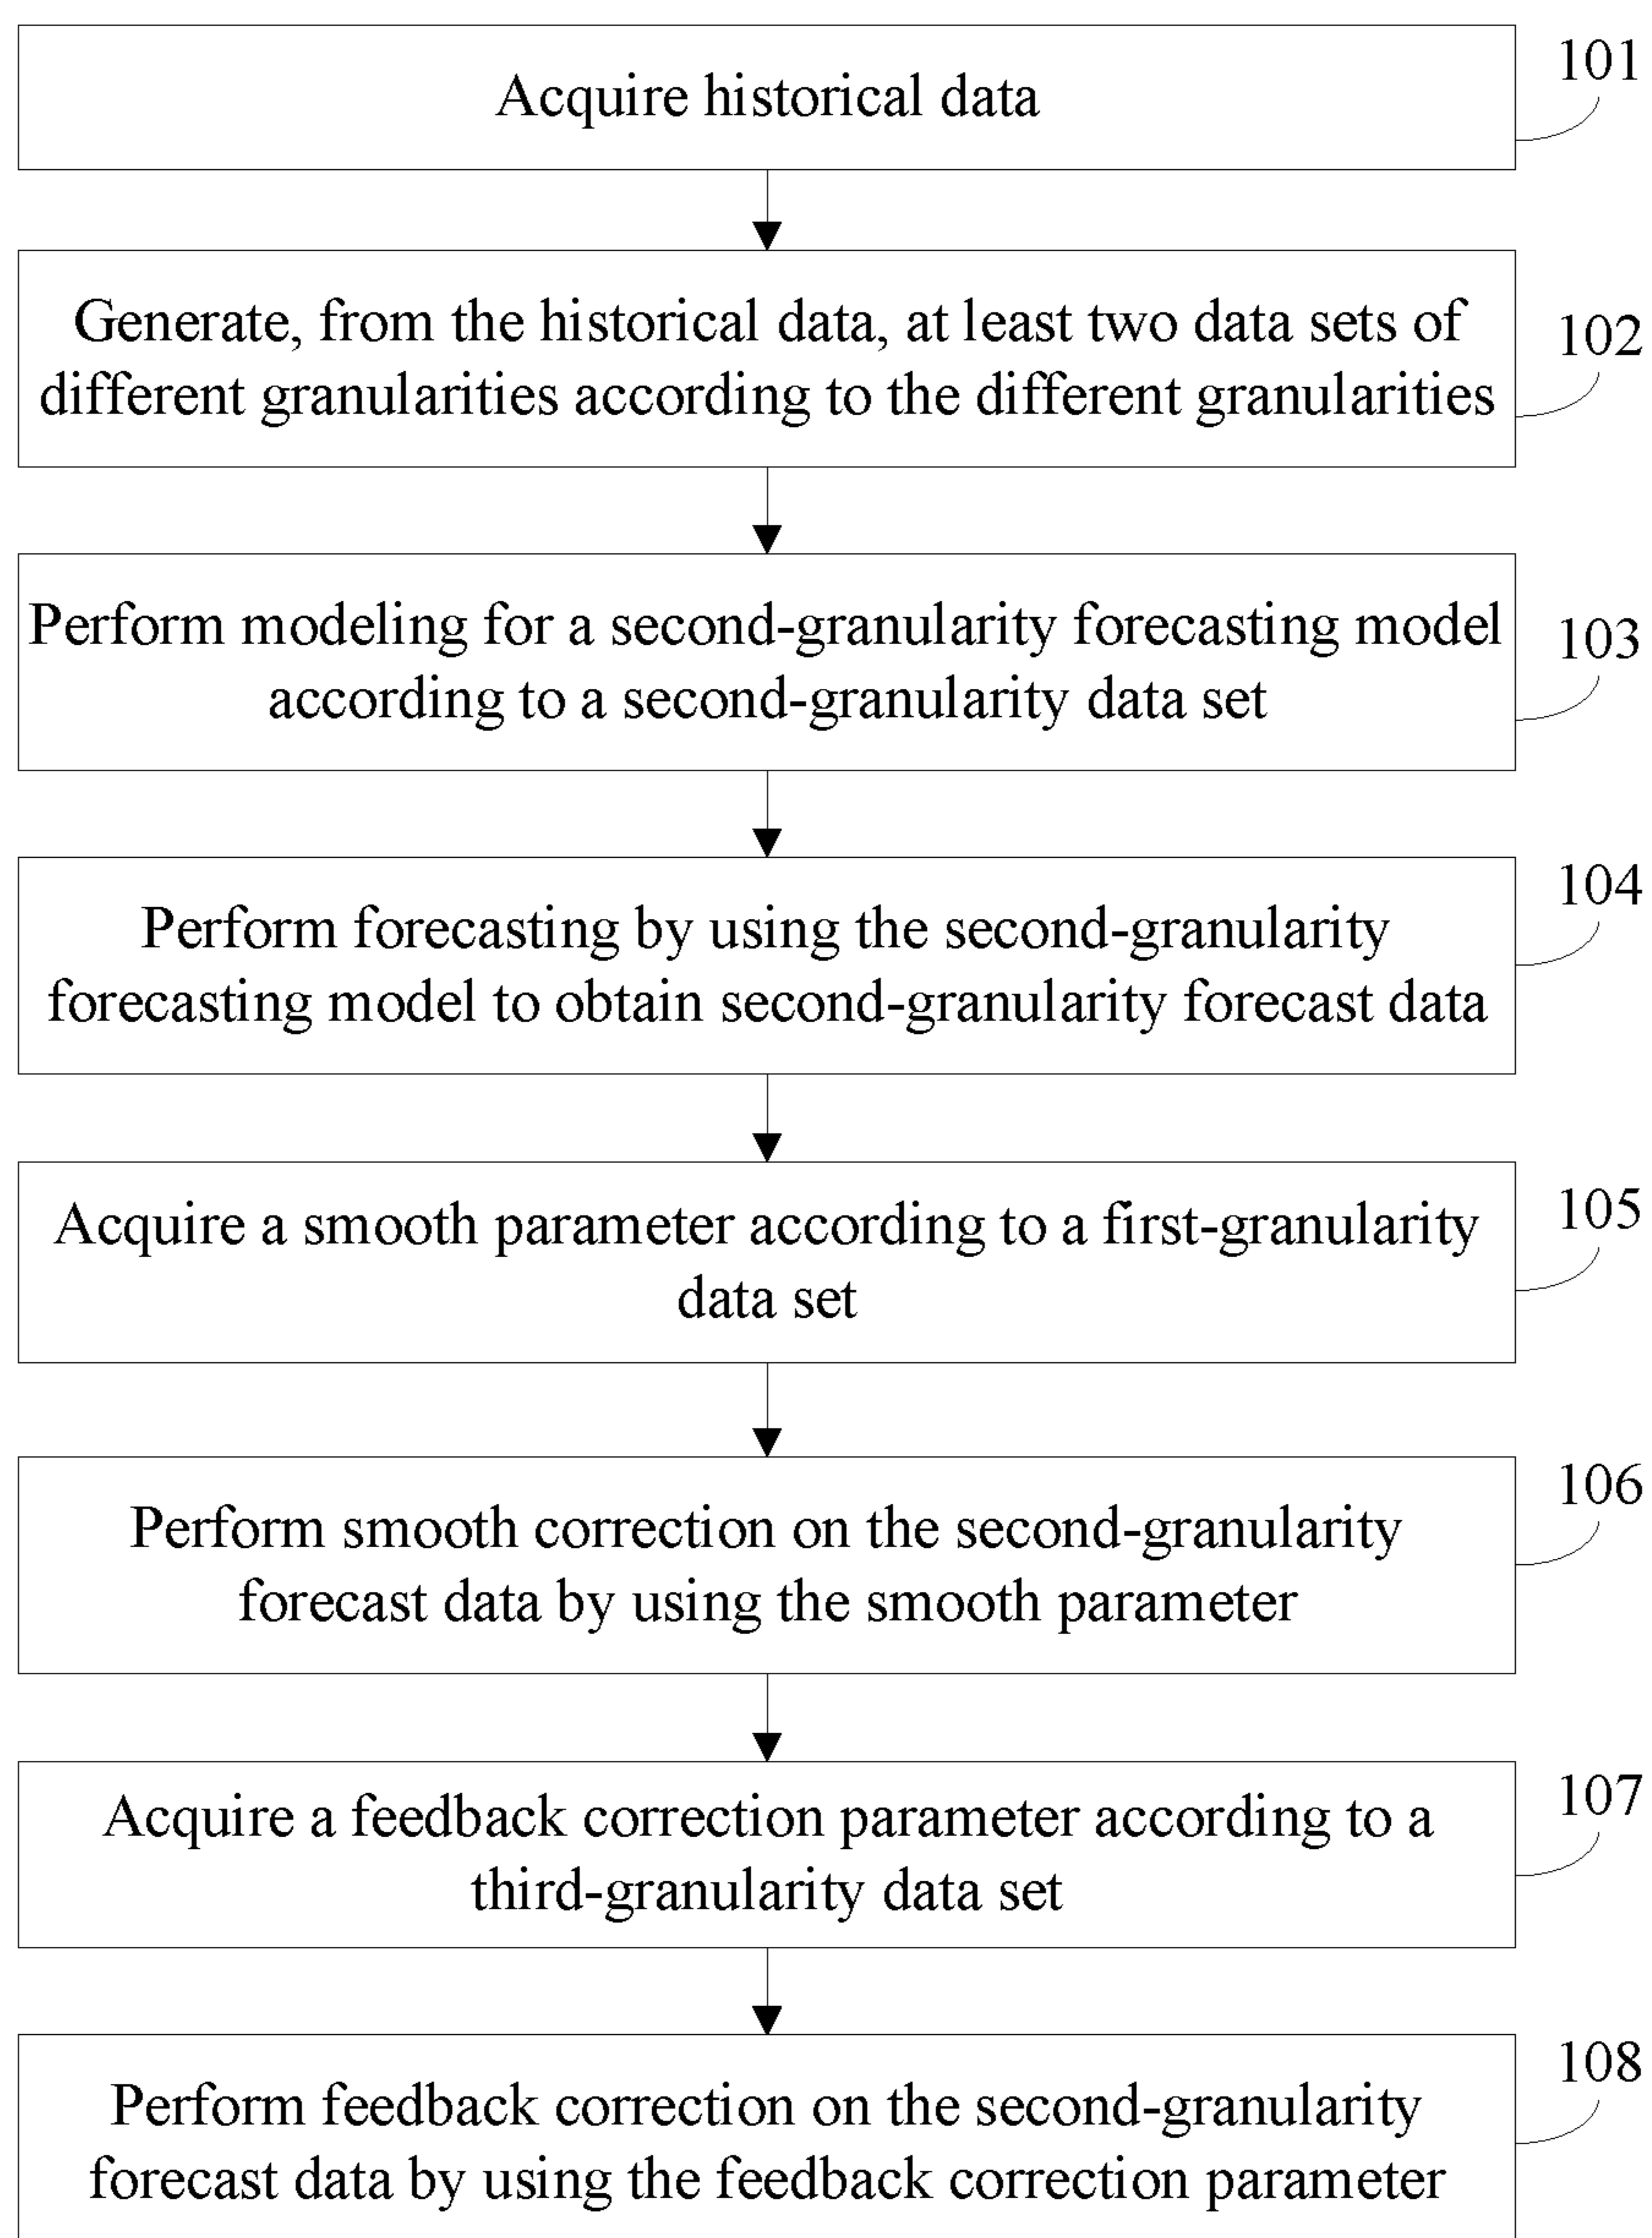 Acquire historical data
101
Generate, from the historical data, at least two data sets of
different granularities according to the different granularities
102
Perform modeling for a second-granularity forecasting model
according to a second-granularity data set
103
Perform forecasting by using the second-granularity
forecasting model to obtain second-granularity forecast data
104
Acquire a smooth parameter according to a first-granularity
data set
105
Perform smooth correction on the second-granularity
forecast data by using the smooth parameter
106
Acquire a feedback correction parameter according to a
third-granularity data set
107
Perform feedback correction on the second-granularity
forecast data by using the feedback correction parameter
108